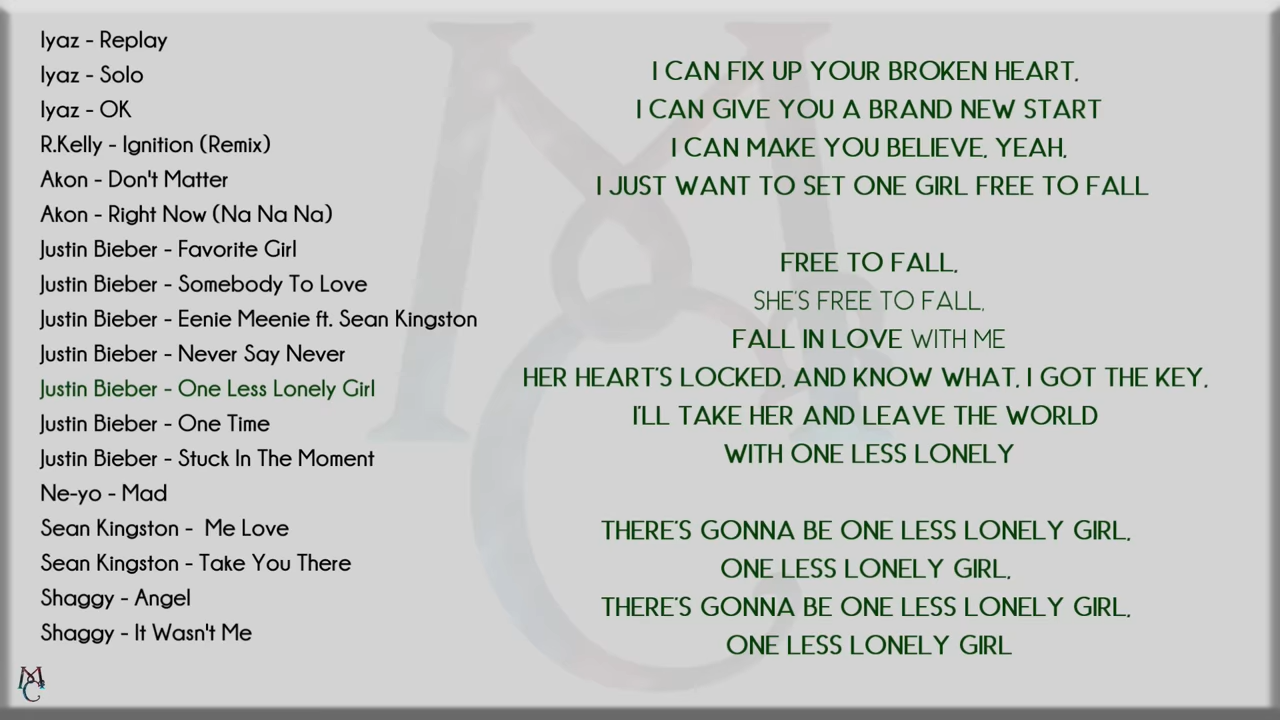 Iyaz - Replay
Iyaz - Solo
Iyaz - OK
R.Kelly - Ignition (Remix)
Akon - Don't Matter
Akon - Right Now (Na Na Na)
Justin Bieber - Favorite Girl
Justin Bieber - Somebody To Love
Justin Bieber - Eenie Meenie ft. Sean Kingston
Justin Bieber - Never Say Never
Justin Bieber - One Less Lonely Girl
Justin Bieber - One Time
Justin Bieber - Stuck In The Moment
Ne-yo - Mad
Sean Kingston -  Me Love
Sean Kingston - Take You There
Shaggy - Angel
Shaggy - It Wasn't Me
I CAN FIX UP YOUR BROKEN HEART,
I CAN GIVE YOU A BRAND NEW START
I CAN MAKE YOU BELIEVE, YEAH,
I JUST WANT TO SET ONE GIRL FREE TO FALL
FREE TO FALL,
SHE'S FREE TO FALL,
FALL IN LOVE WITH ME
HER HEART'S LOCKED, AND KNOW WHAT, I GOT THE KEY,
I'LL TAKE HER AND LEAVE THE WORLD
WITH ONE LESS LONELY
THERE'S GONNA BE ONE LESS LONELY GIRL,
ONE LESS LONELY GIRL,
THERE'S GONNA BE ONE LESS LONELY GIRL,
ONE LESS LONELY GIRL
MC